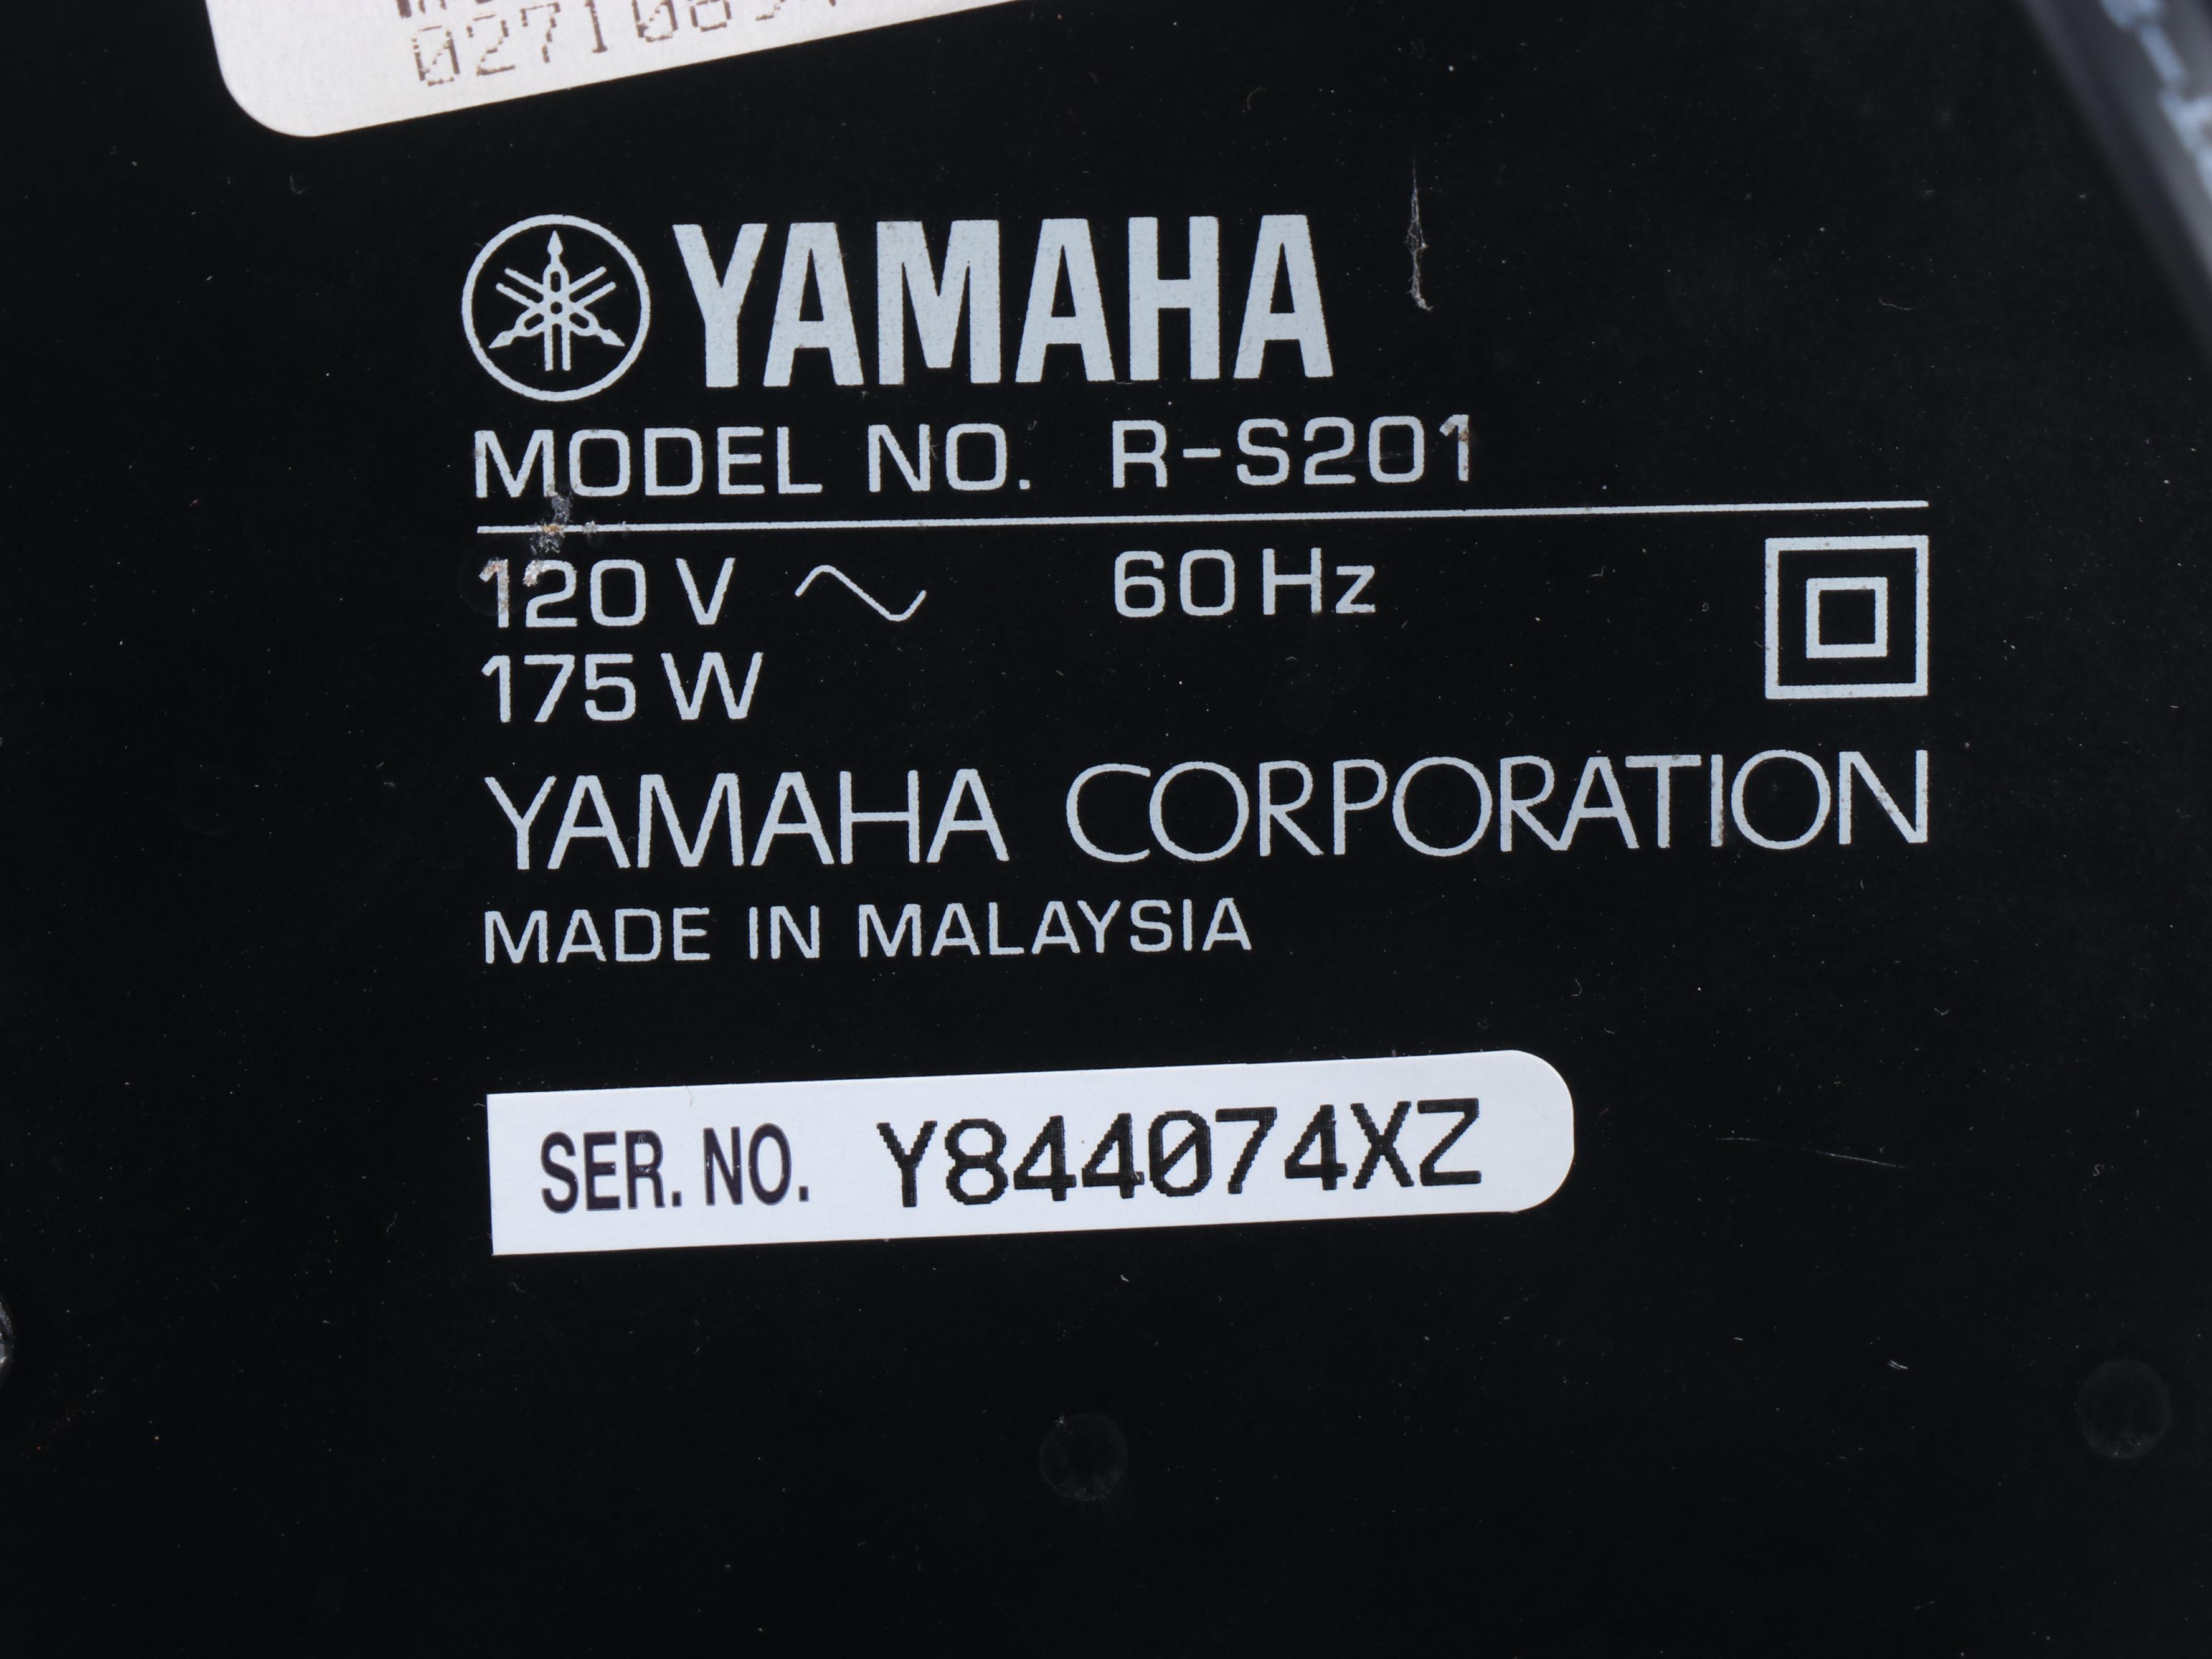 YAMAHA
MODEL NO. R-S201
120 V ~ 60 Hz
175 W
YAMAHA CORPORATION
MADE IN MALAYSIA
SER. NO. Y844074XZ